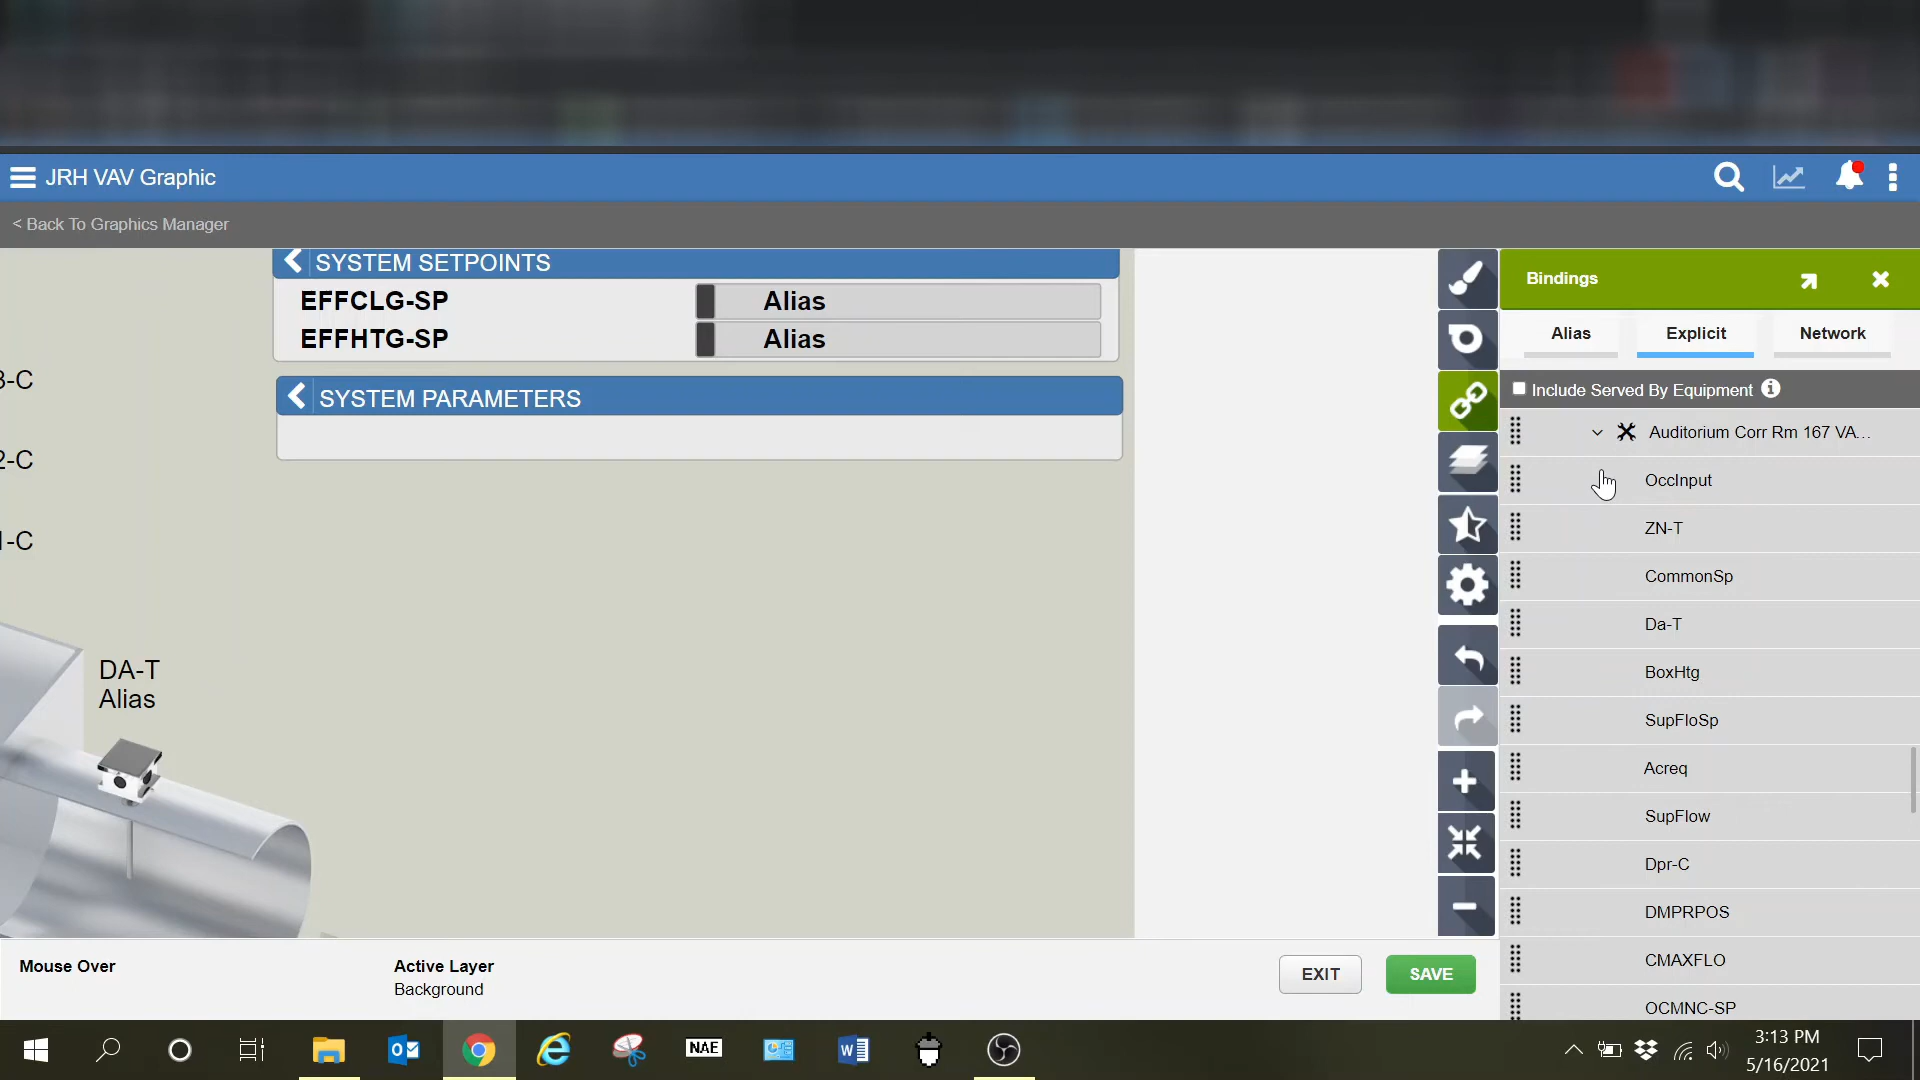 JRH VAV Graphic
< Back To Graphics Manager
SYSTEM SETPOINTS
EFFCLG-SP Alias
EFFHTG-SP Alias
SYSTEM PARAMETERS
3-C
2-C
1-C
DA-T
Alias
Bindings
Alias Explicit Network
Include Served By Equipment
Auditorium Corr Rm 167 VA...
OccInput
ZN-T
CommonSp
Da-T
BoxHtg
SupFloSp
Acreq
SupFlow
Dpr-C
DMPRPOS
CMAXFLO
OCMNC-SP
Mouse Over
Active Layer
Background
EXIT SAVE
NAE
3:13 PM
5/16/2021